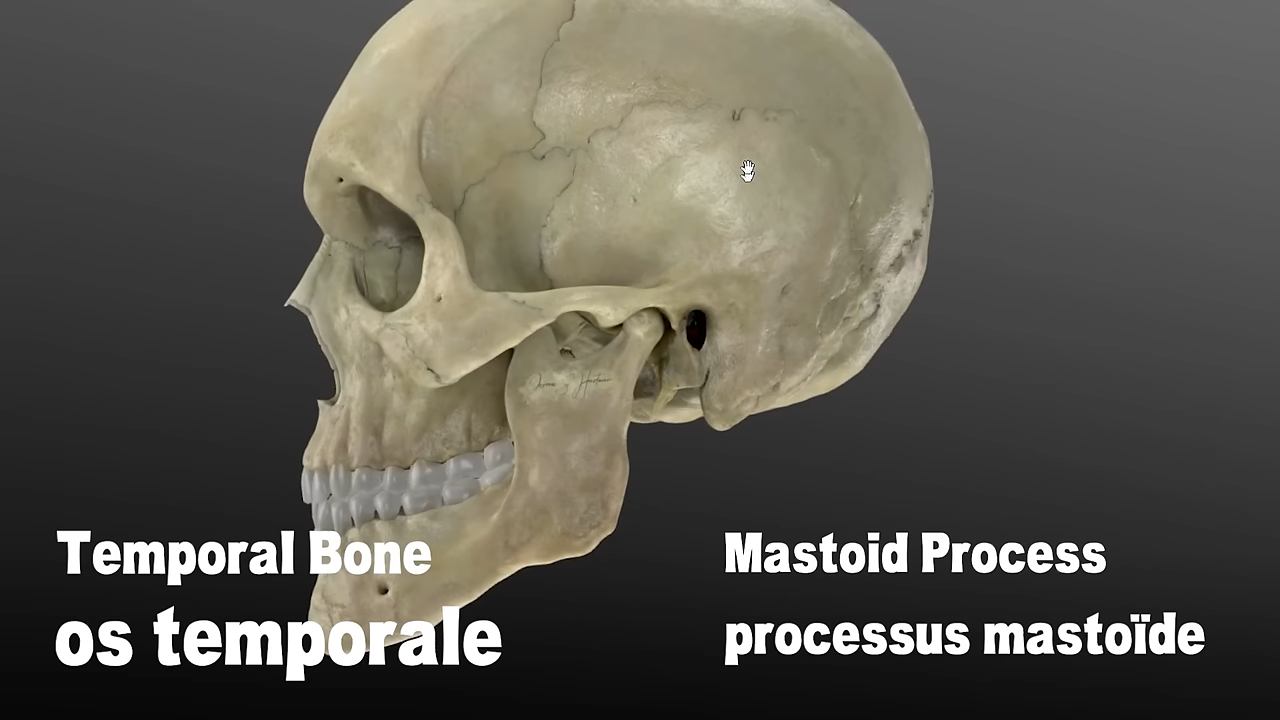 Temporal Bone
os temporale
Mastoid Process
processus mastoïde